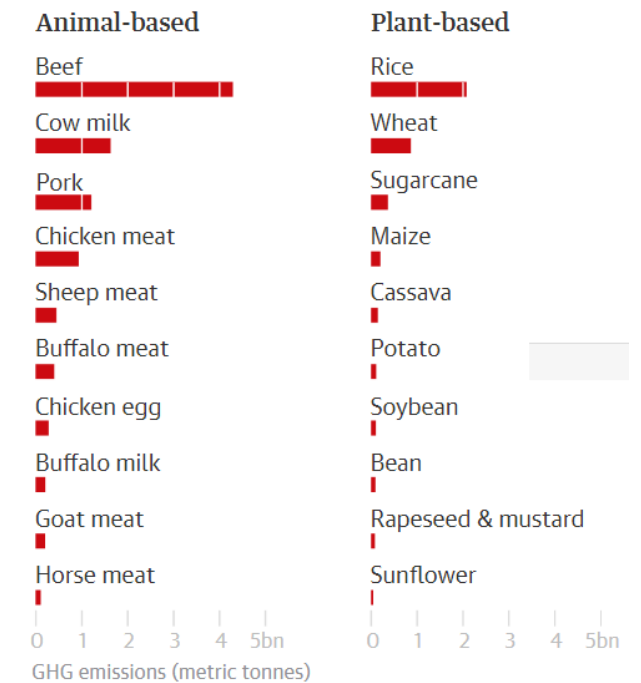 Animal-based
Beef
Cow milk
Pork
Chicken meat
Sheep meat
Buffalo meat
Chicken egg
Buffalo milk
Goat meat
Horse meat
0 1 2 3 4 5bn
GHG emissions (metric tonnes)
Plant-based
Rice
Wheat
Sugarcane
Maize
Cassava
Potato
Soybean
Bean
Rapeseed & mustard
Sunflower
0 1 2 3 4 5bn